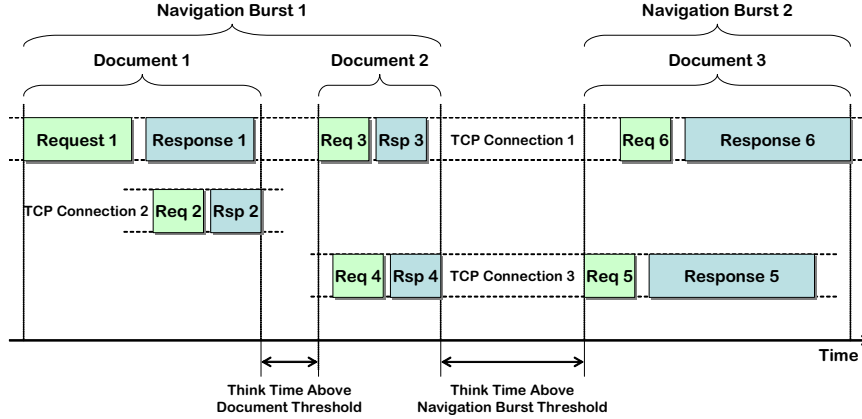 Navigation Burst 1
Navigation Burst 2
Document 1
Document 2
Document 3
Request 1
Response 1
Req 3
Rsp 3
TCP Connection 1
Req 6
Response 6
TCP Connection 2
Req 2
Rsp 2
Req 4
Rsp 4
TCP Connection 3
Req 5
Response 5
Time
Think Time Above
Document Threshold
Think Time Above
Navigation Burst Threshold